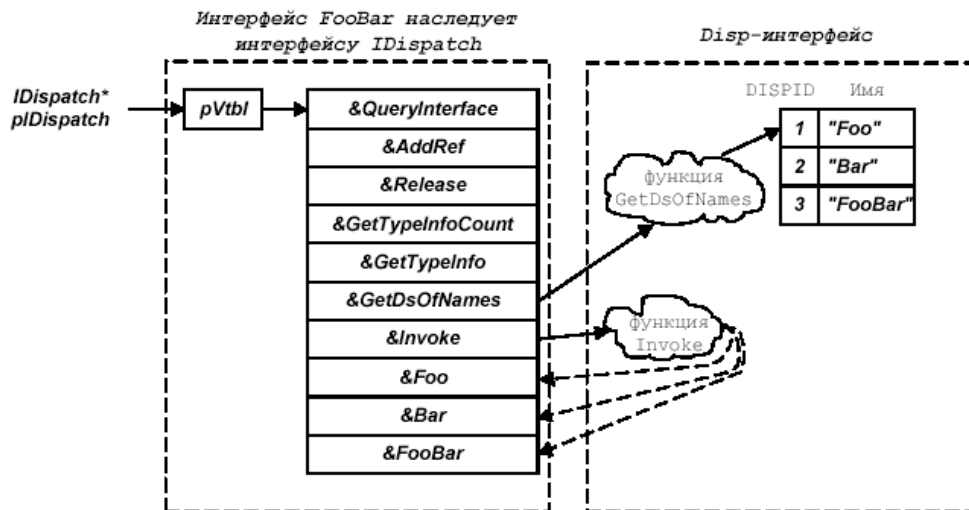 Интерфейс FooBar наследует
интерфейсу IDispatch
Disp-интерфейс
IDispatch*
pIDispatch
pVtbl
&QueryInterface
&AddRef
&Release
&GetTypeInfoCount
&GetTypeInfo
&GetDsOfNames
&Invoke
&Foo
&Bar
&FooBar
функция
GetDsOfNames
функция
Invoke
DISPID Имя
1 "Foo"
2 "Bar"
3 "FooBar"